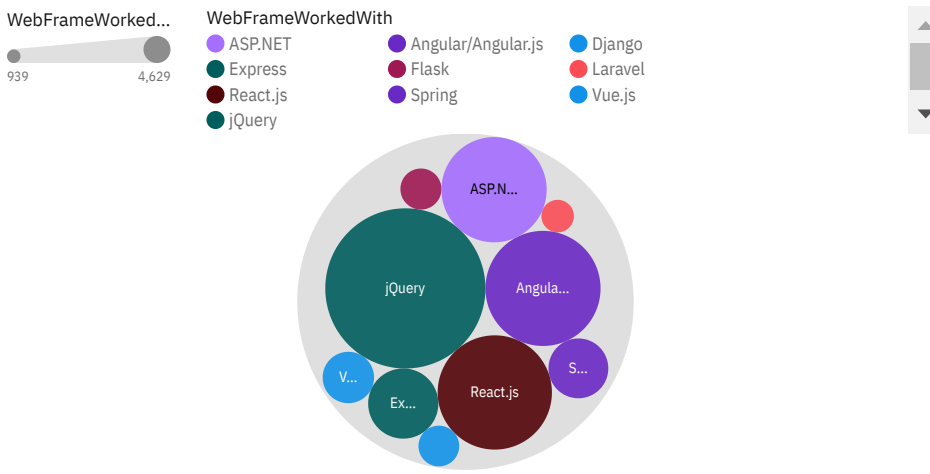 WebFrameWorked...
939 4,629
WebFrameWorkedWith
ASP.NET Angular/Angular.js Django
Express Flask Laravel
React.js Spring Vue.js
jQuery
ASP.N...
jQuery Angula...
V... S...
Ex... React.js